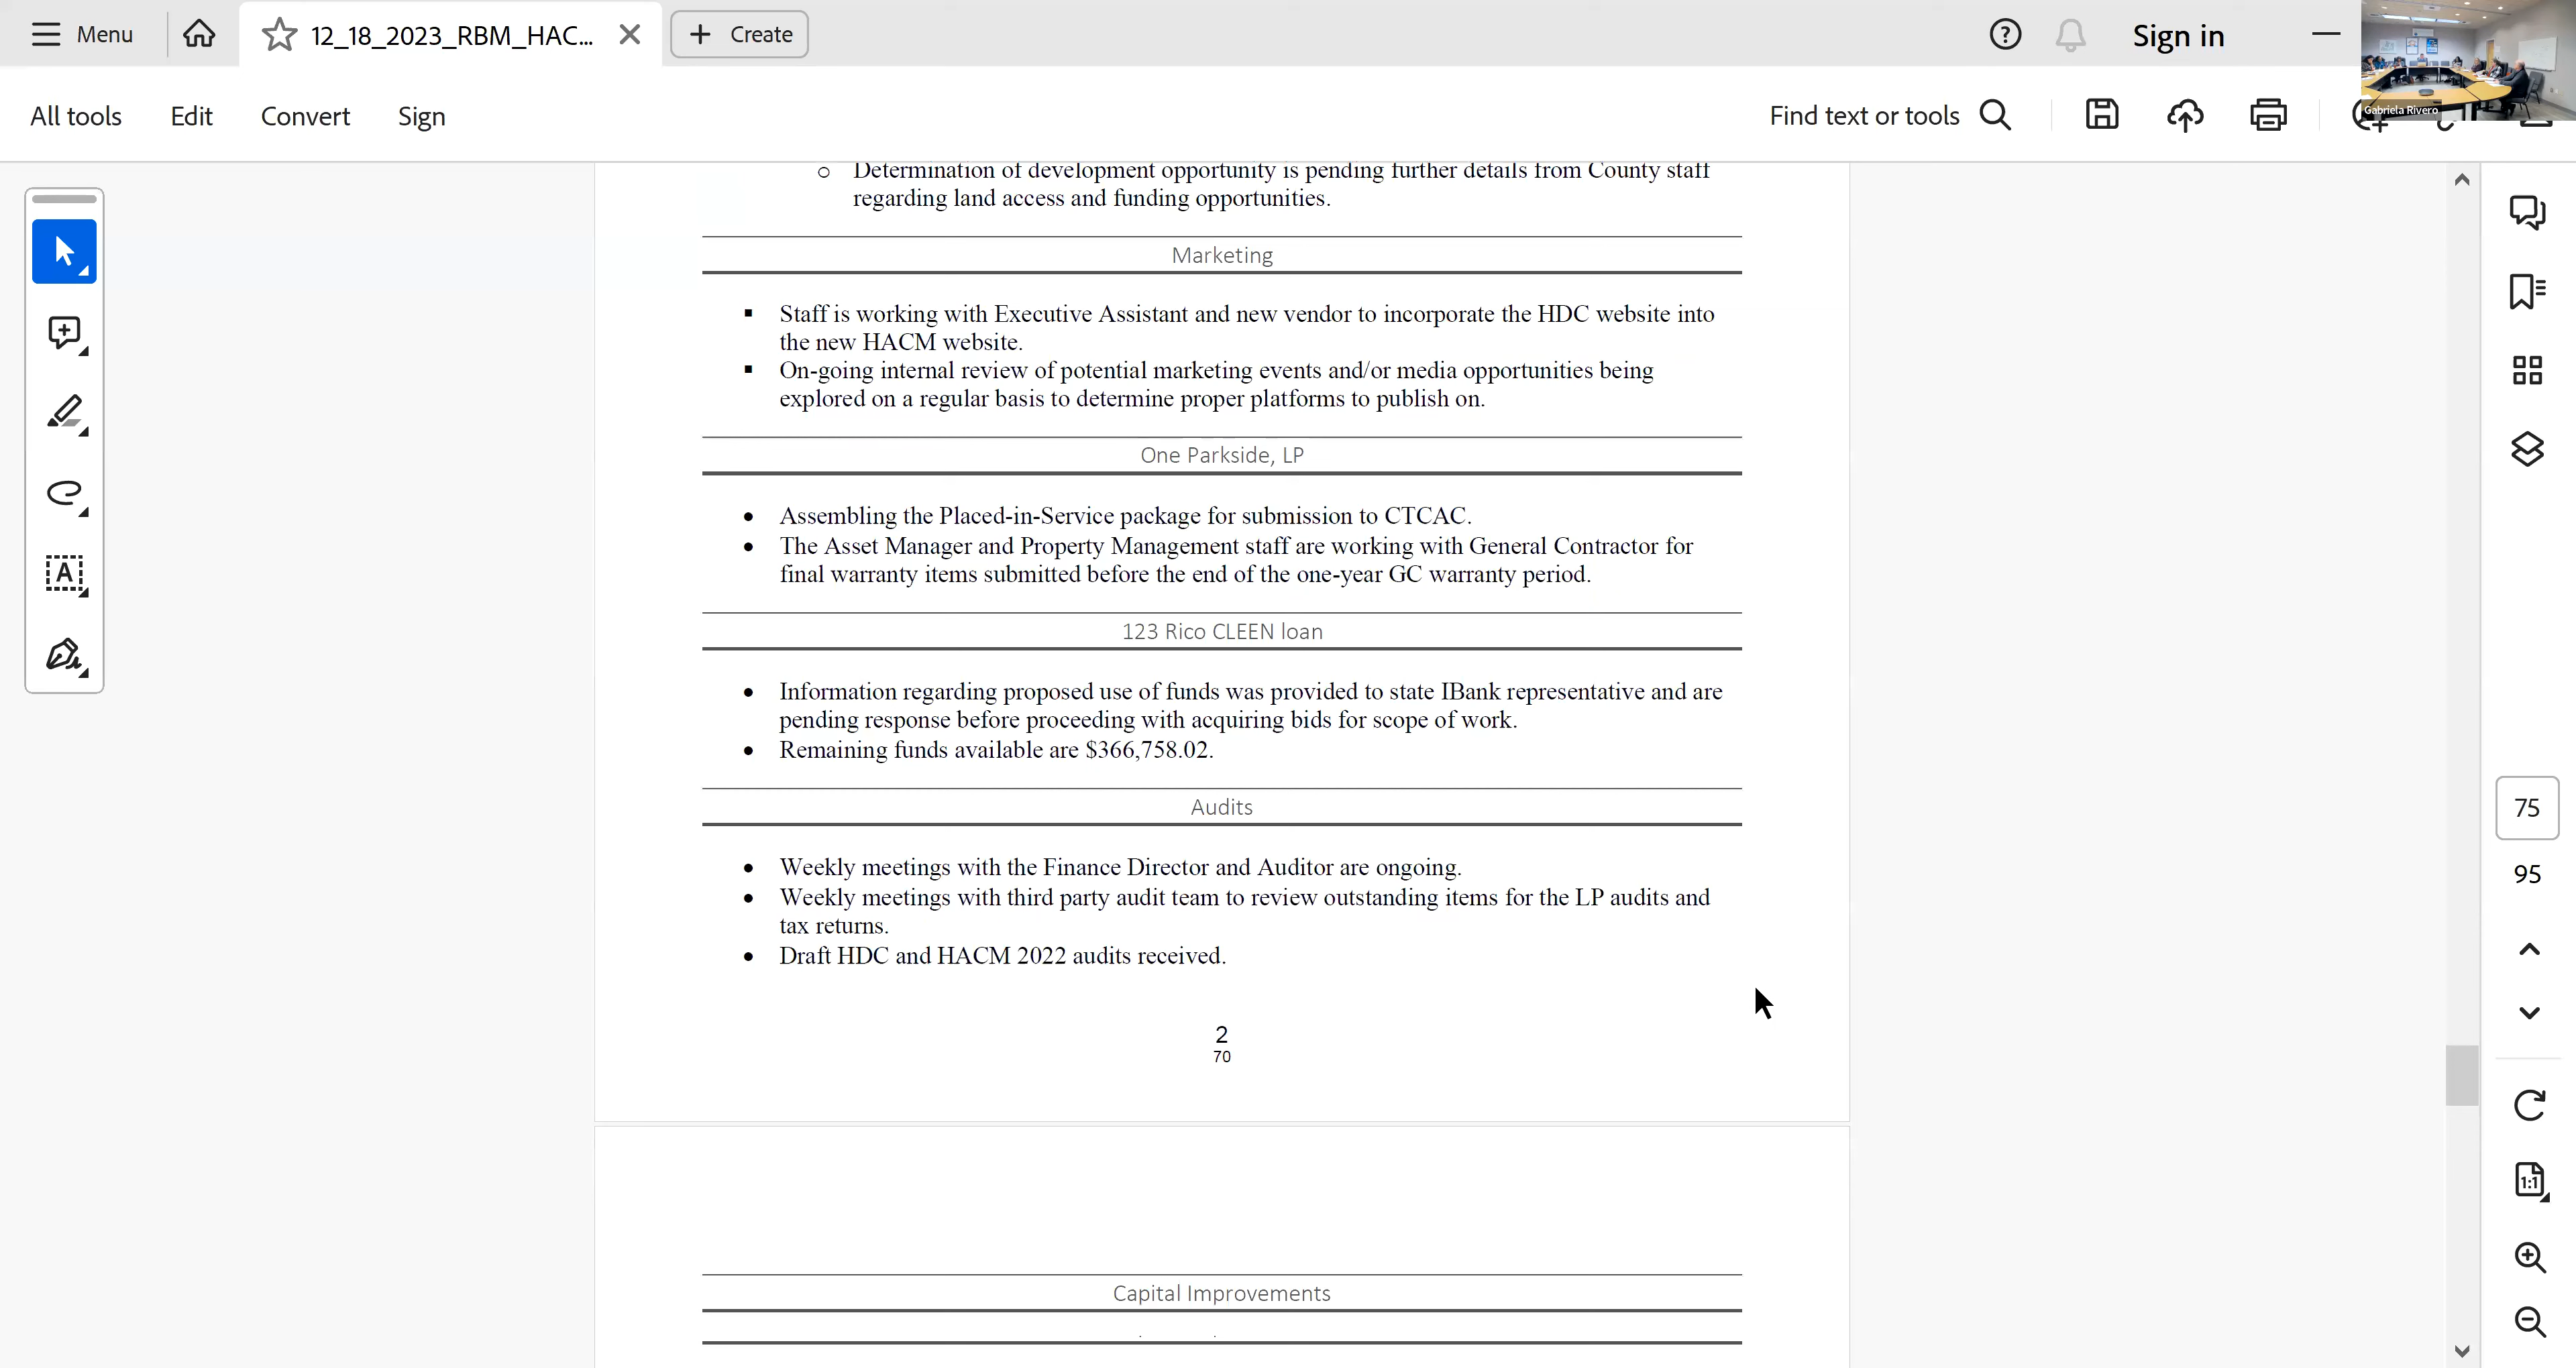 Menu
12_18_2023_RBM_HAC...
Create
Sign in
All tools
Edit
Convert
Sign
Find text or tools
Gabriela Rivero
o Determination of development opportunity is pending further details from County staff
regarding land access and funding opportunities.
Marketing
▪ Staff is working with Executive Assistant and new vendor to incorporate the HDC website into
the new HACM website.
▪ On-going internal review of potential marketing events and/or media opportunities being
explored on a regular basis to determine proper platforms to publish on.
One Parkside, LP
• Assembling the Placed-in-Service package for submission to CTCAC.
• The Asset Manager and Property Management staff are working with General Contractor for
final warranty items submitted before the end of the one-year GC warranty period.
123 Rico CLEEN loan
• Information regarding proposed use of funds was provided to state IBank representative and are
pending response before proceeding with acquiring bids for scope of work.
• Remaining funds available are $366,758.02.
Audits
• Weekly meetings with the Finance Director and Auditor are ongoing.
• Weekly meetings with third party audit team to review outstanding items for the LP audits and
tax returns.
• Draft HDC and HACM 2022 audits received.
2
70
Capital Improvements
75
95
1:1